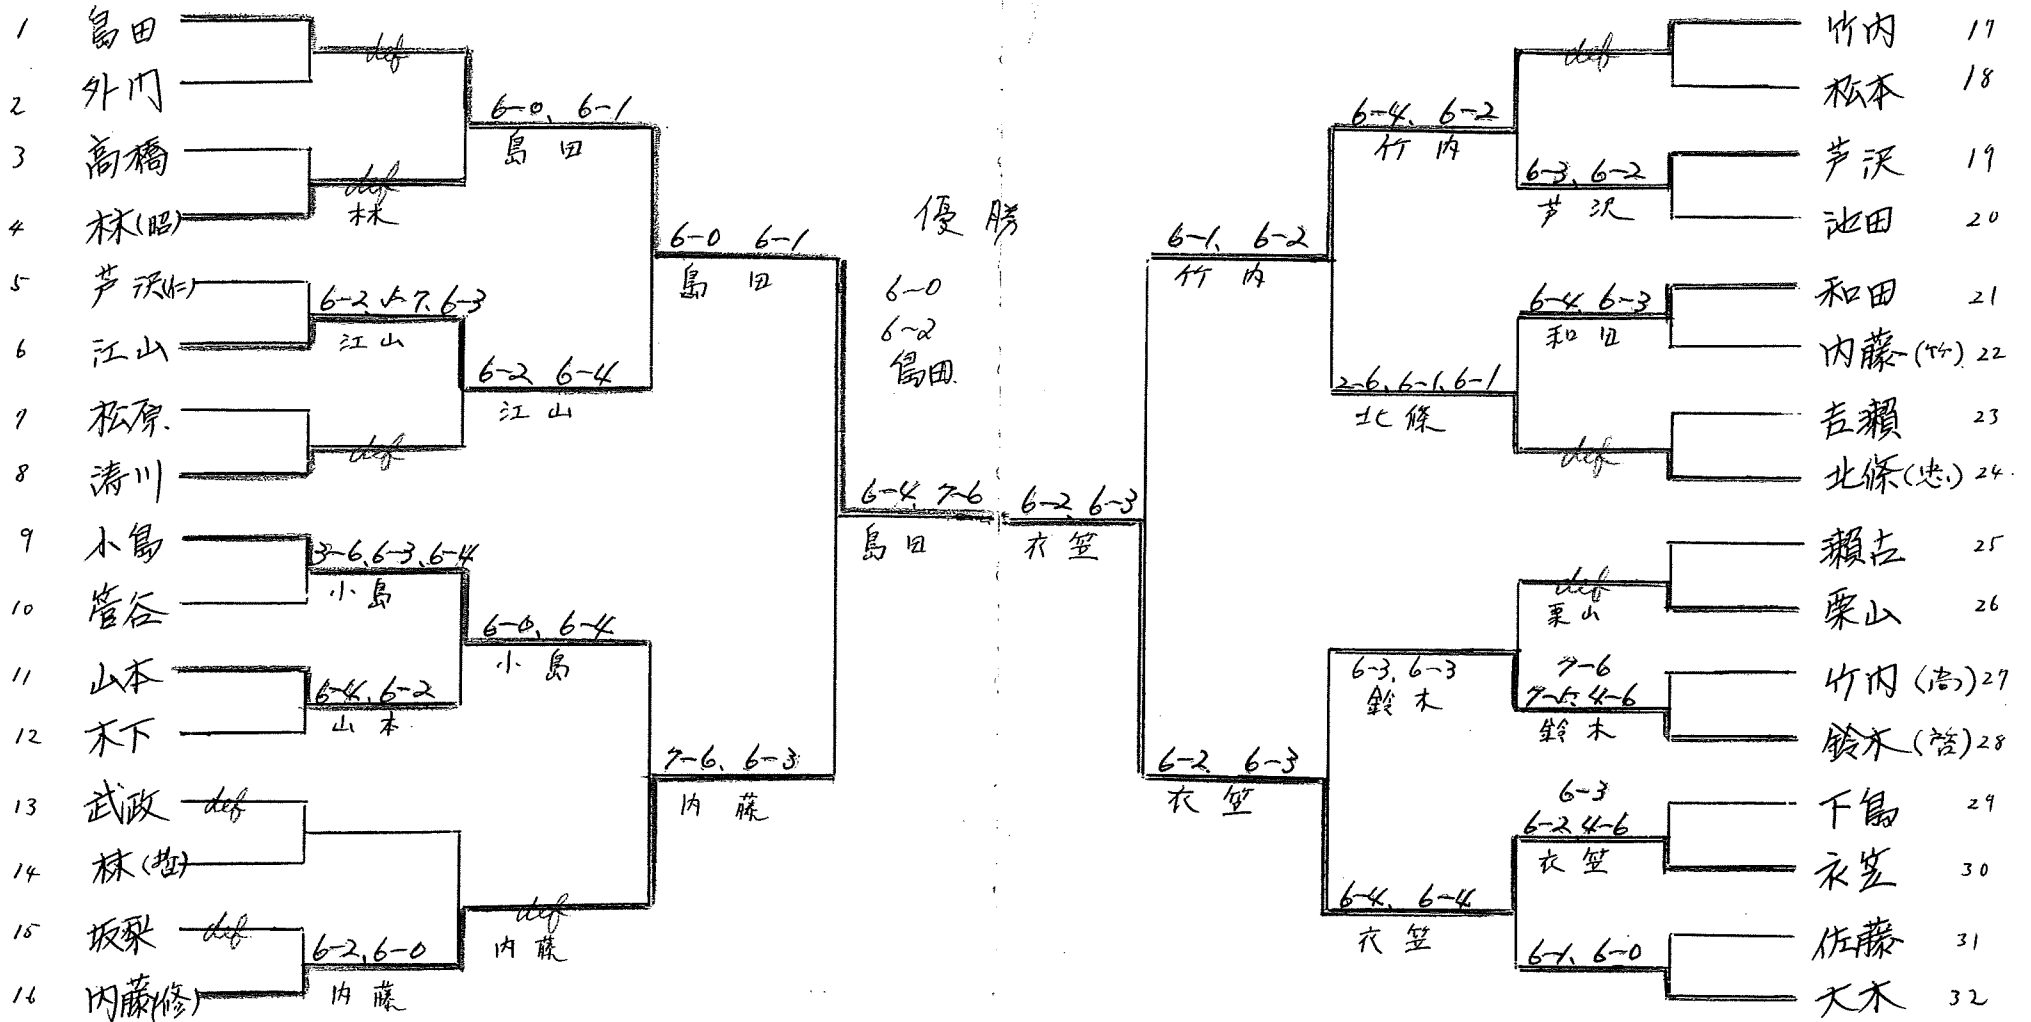 1 島田
def
2 外門
6-0、6-1
島田
3 高橋
def
林
4 林(昭)
6-0 6-1
島田
5 芦沢(仁)
6-2、5-7、6-3
江山
6 江山
6-2 6-4
江山
7 松原
def
8 涛川
6-4、7-6
島田
9 小島
3-6、6-3、6-4
小島
10 管谷
6-0、6-4
小島
11 山本
6-4、6-2
山本
12 木下
7-6、6-3
内藤
13 武政 def
14 林(哲)
def
内藤
15 坂梨 def
6-2、6-0
内藤
16 内藤(修)
優勝
6-0
6-2
島田
竹内 17
def
松本 18
6-4、6-2
竹内
芦沢 19
6-3、6-2
芦沢
池田 20
6-1、6-2
竹内
和田 21
6-4、6-3
和田
内藤(竹) 22
2-6、6-1、6-1
北條
吉瀬 23
def
北條(忠) 24
6-2、6-3
衣笠
瀬古 25
def
栗山
栗山 26
6-3、6-3
鈴木
竹内(尚) 27
7-6
7-5、4-6
鈴木
鈴木(啓) 28
6-2 6-3
衣笠
下島 29
6-3
6-2 4-6
衣笠
衣笠 30
6-4、6-4
衣笠
佐藤 31
6-1、6-0
大木 32